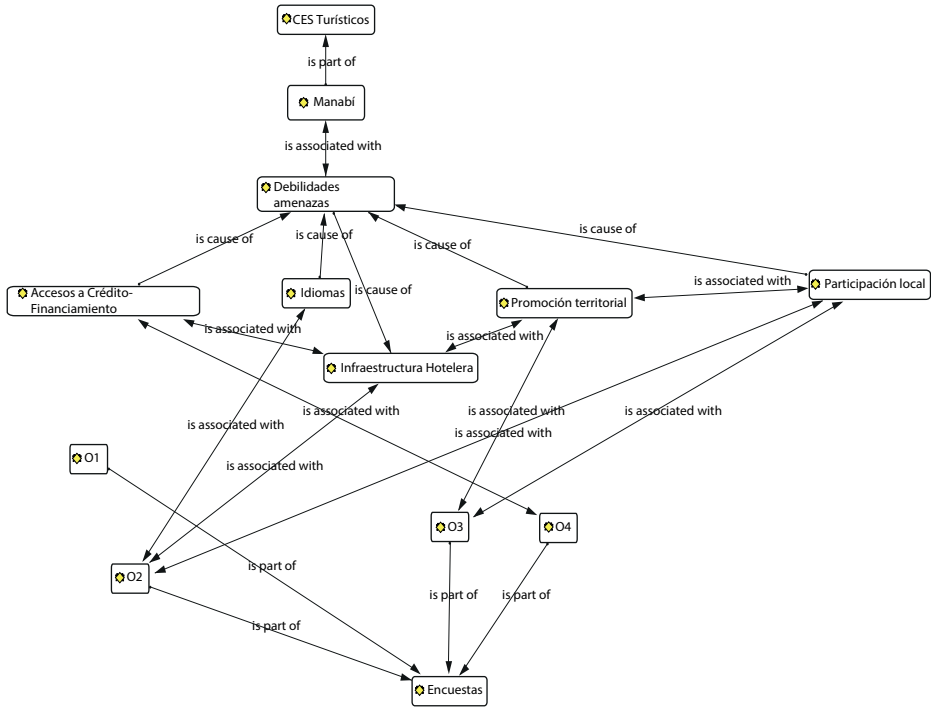 CES Turísticos
is part of
Manabí
is associated with
Debilidades
amenazas
is cause of
is cause of
is cause of
is cause of
is cause of
Accesos a Crédito-
Financiamiento
Idiomas
Promoción territorial
is associated with
Participación local
is associated with
is associated with
Infraestructura Hotelera
is associated with
is associated with
is associated with
is associated with
is associated with
is associated with
O1
O2
O3
O4
is part of
is part of
is part of
is part of
Encuestas